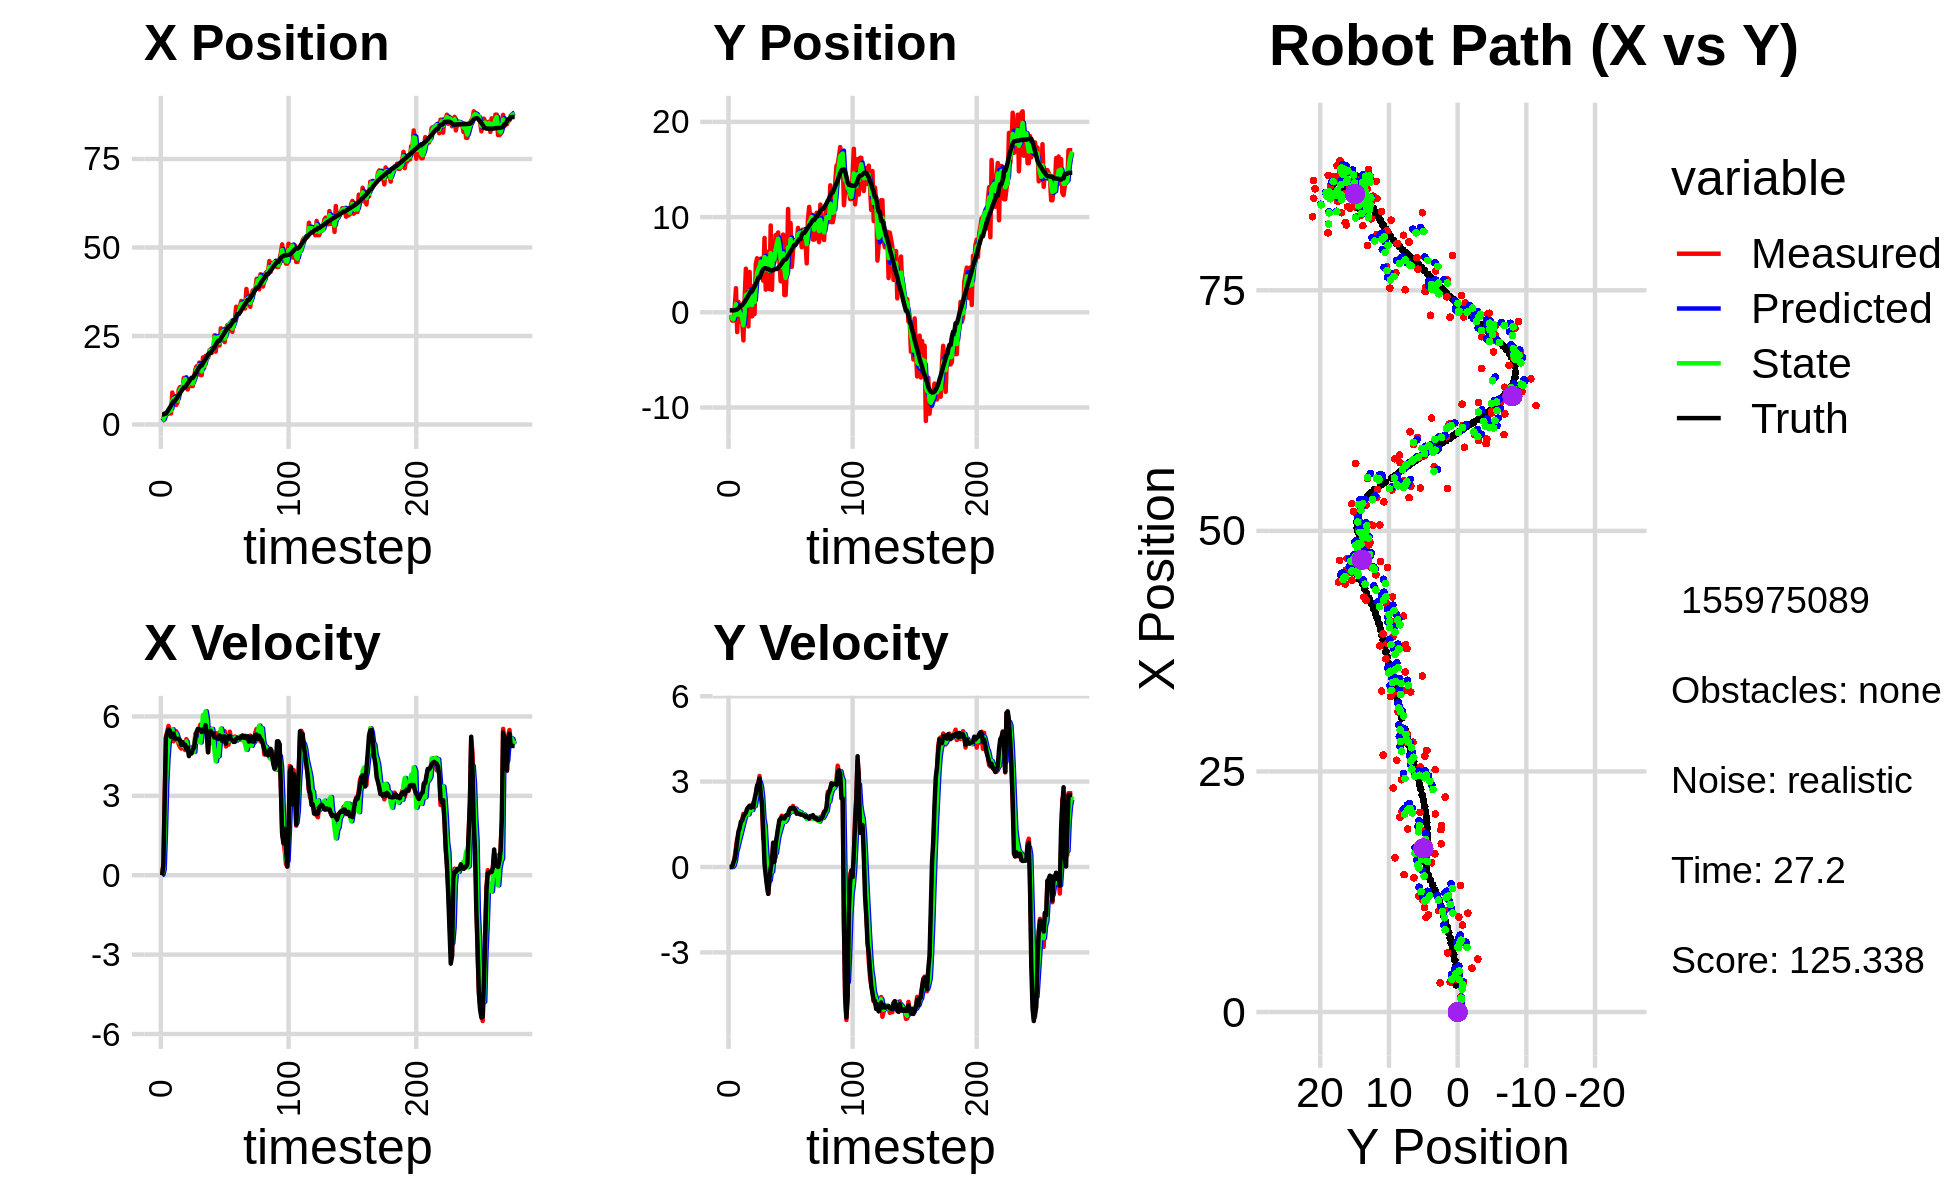 X Position
75
50
25
0
0
100
200
timestep
Y Position
20
10
0
-10
0
100
200
timestep
X Velocity
6
3
0
-3
-6
0
100
200
timestep
Y Velocity
6
3
0
-3
0
100
200
timestep
Robot Path (X vs Y)
X Position
75
50
25
0
20 10 0 -10 -20
Y Position
variable
Measured
Predicted
State
Truth
155975089
Obstacles: none
Noise: realistic
Time: 27.2
Score: 125.338